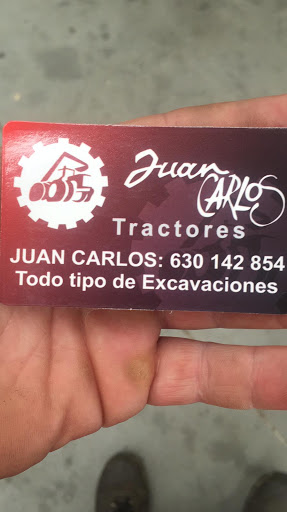 Juan
CARLOS
Tractores
JUAN CARLOS: 630 142 854
Todo tipo de Excavaciones